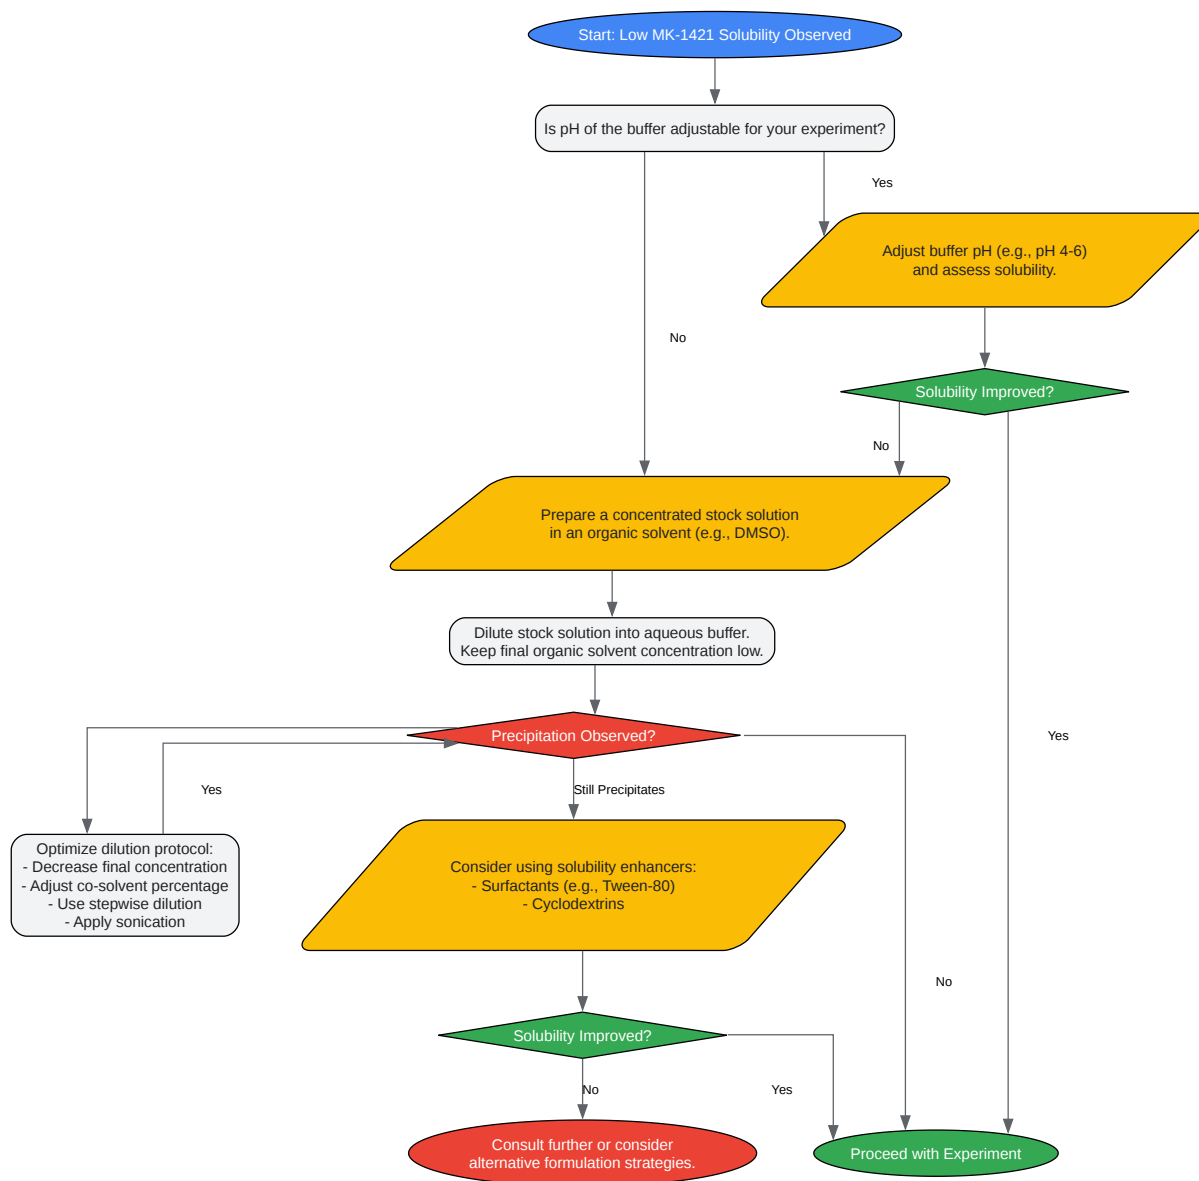 Start: Low MK-1421 Solubility Observed
Is pH of the buffer adjustable for your experiment?
Yes
Adjust buffer pH (e.g., pH 4-6)
and assess solubility.
No
Solubility Improved?
No
Prepare a concentrated stock solution
in an organic solvent (e.g., DMSO).
Dilute stock solution into aqueous buffer.
Keep final organic solvent concentration low.
Precipitation Observed?
Yes
Yes
Still Precipitates
Optimize dilution protocol:
- Decrease final concentration
- Adjust co-solvent percentage
- Use stepwise dilution
- Apply sonication
Consider using solubility enhancers:
- Surfactants (e.g., Tween-80)
- Cyclodextrins
No
Solubility Improved?
No
Yes
Consult further or consider
alternative formulation strategies.
Proceed with Experiment